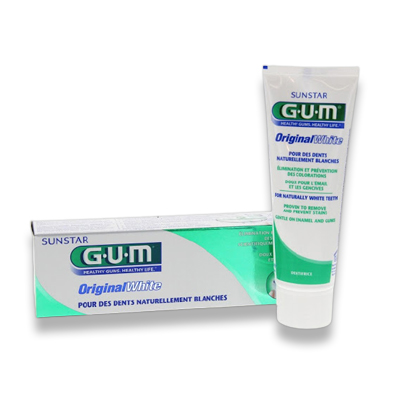 SUNSTAR
G·U·M
HEALTHY GUMS. HEALTHY LIFE.
OriginalWhite
POUR DES DENTS
NATURELLEMENT BLANCHES
ÉLIMINATION ET PRÉVENTION
DES COLORATIONS
DOUX POUR L'ÉMAIL
ET LES GENCIVES
FOR NATURALLY WHITE TEETH
PROVEN TO REMOVE
AND PREVENT STAINS
GENTLE ON ENAMEL AND GUMS
SUNSTAR
G·U·M
HEALTHY GUMS. HEALTHY LIFE.
OriginalWhite
POUR DES DENTS NATURELLEMENT BLANCHES